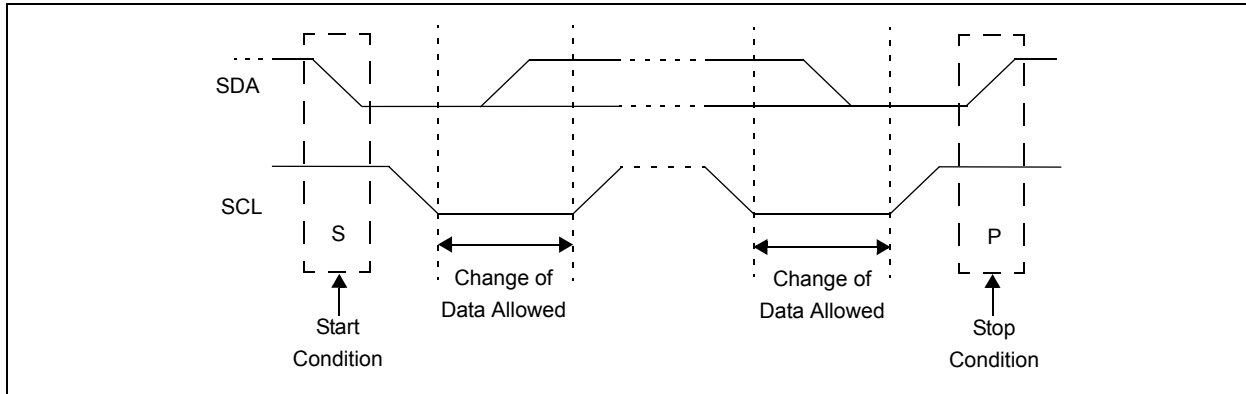 SDA
SCL
S
P
Change of
Data Allowed
Change of
Data Allowed
Start
Condition
Stop
Condition